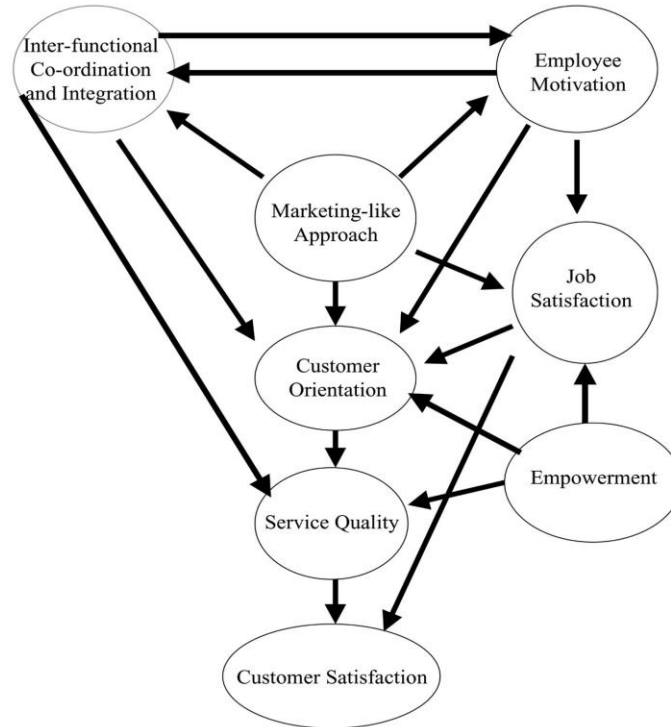 Inter-functional
Co-ordination
and Integration
Employee
Motivation
Marketing-like
Approach
Job
Satisfaction
Customer
Orientation
Empowerment
Service Quality
Customer Satisfaction